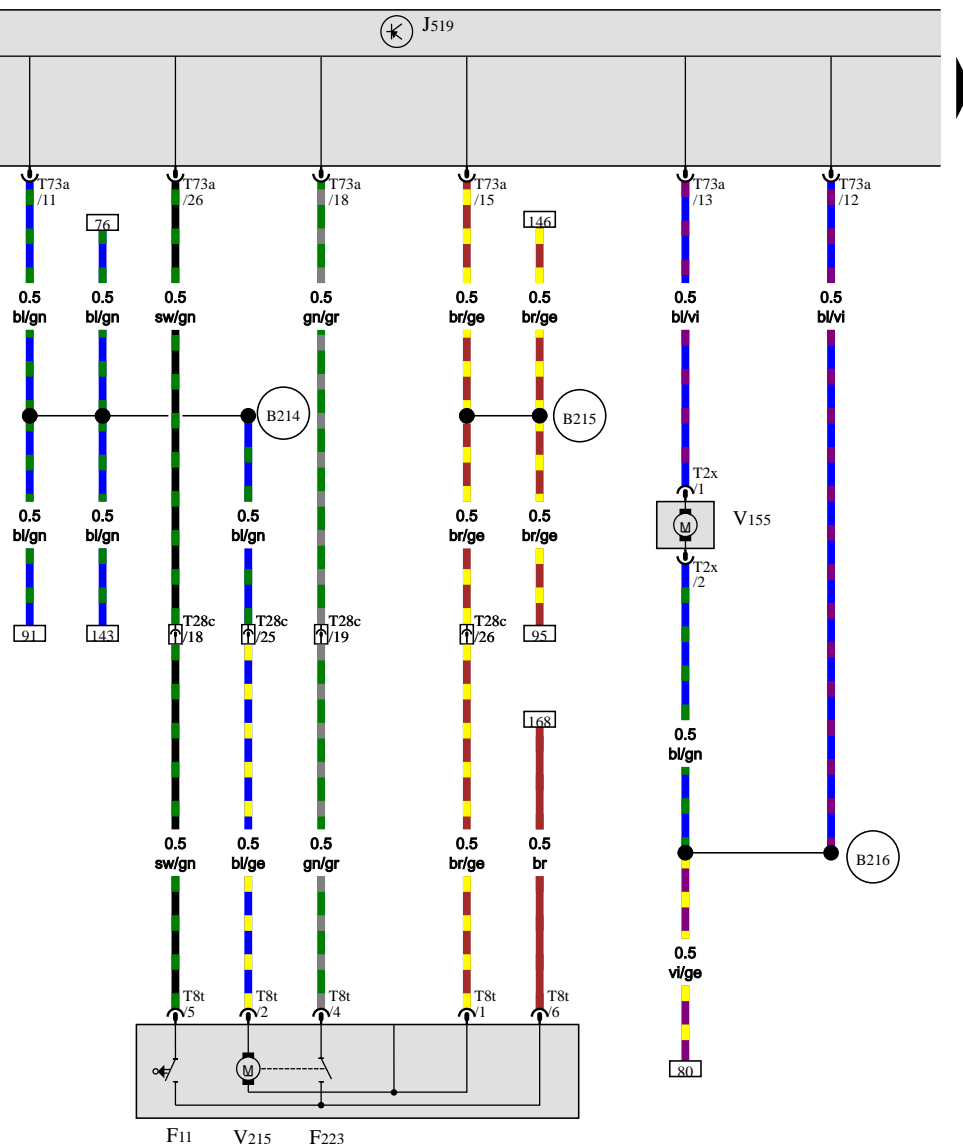 J519
T73a T73a T73a T73a T73a T73a
/11 /26 /18 /15 /13 /12
76 146
0.5 0.5 0.5 0.5 0.5 0.5 0.5 0.5
bl/gn bl/gn sw/gn gn/gr br/ge br/ge bl/vi bl/vi
B214 B215
T2x
/1
0.5 0.5 0.5 0.5 0.5
bl/gn bl/gn bl/gn br/ge br/ge
M V155
T2x
/2
T28c T28c T28c T28c
91 143 /18 /25 /19 /26 95
168
0.5
bl/gn
0.5 0.5 0.5 0.5 0.5
sw/gn bl/ge gn/gr br/ge br
B216
0.5
vi/ge
T8t T8t T8t T8t T8t
/5 /2 /4 /1 /6
M 80
F11 V215 F223